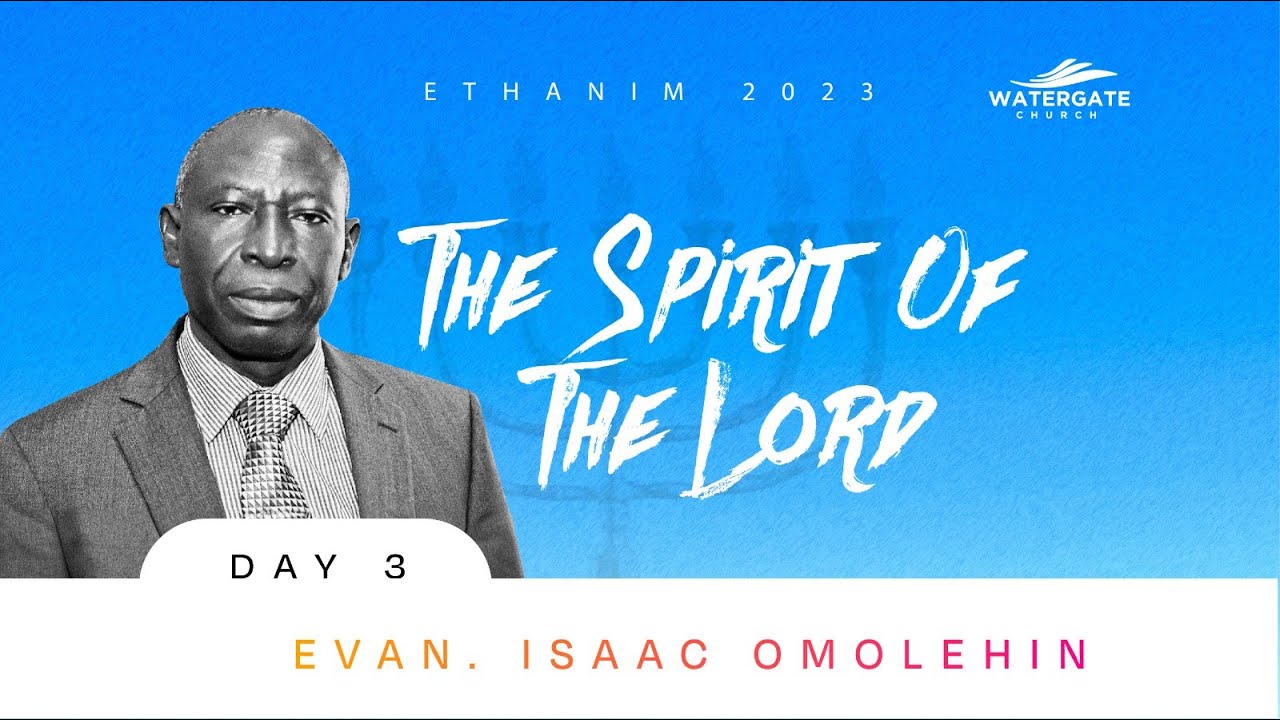 ETHANIM 2023
WATERGATE
CHURCH
THE SPIRIT OF
THE LORD
DAY 3
EVAN. ISAAC OMOLEHIN